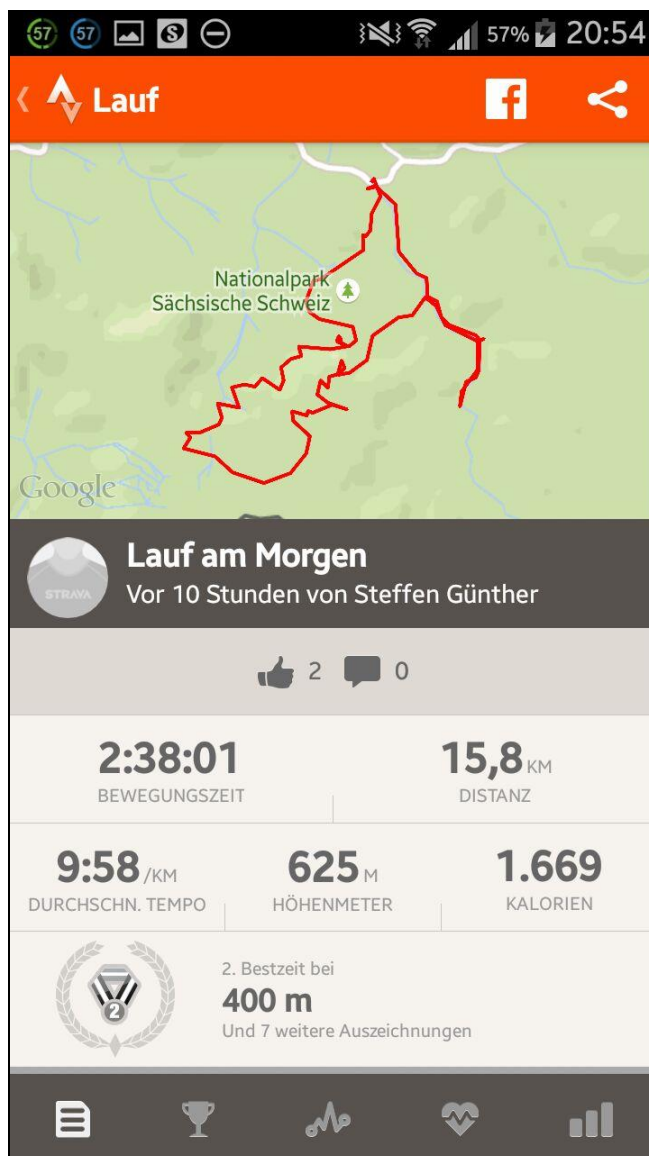 57 57 S 57% 20:54
Lauf
f
Nationalpark
Sächsische Schweiz
Google
STRAVA
Lauf am Morgen
Vor 10 Stunden von Steffen Günther
2 0
2:38:01 15,8 KM
BEWEGUNGSZEIT DISTANZ
9:58 /KM 625 M 1.669
DURCHSCHN. TEMPO HÖHENMETER KALORIEN
2. Bestzeit bei
400 m
2
Und 7 weitere Auszeichnungen